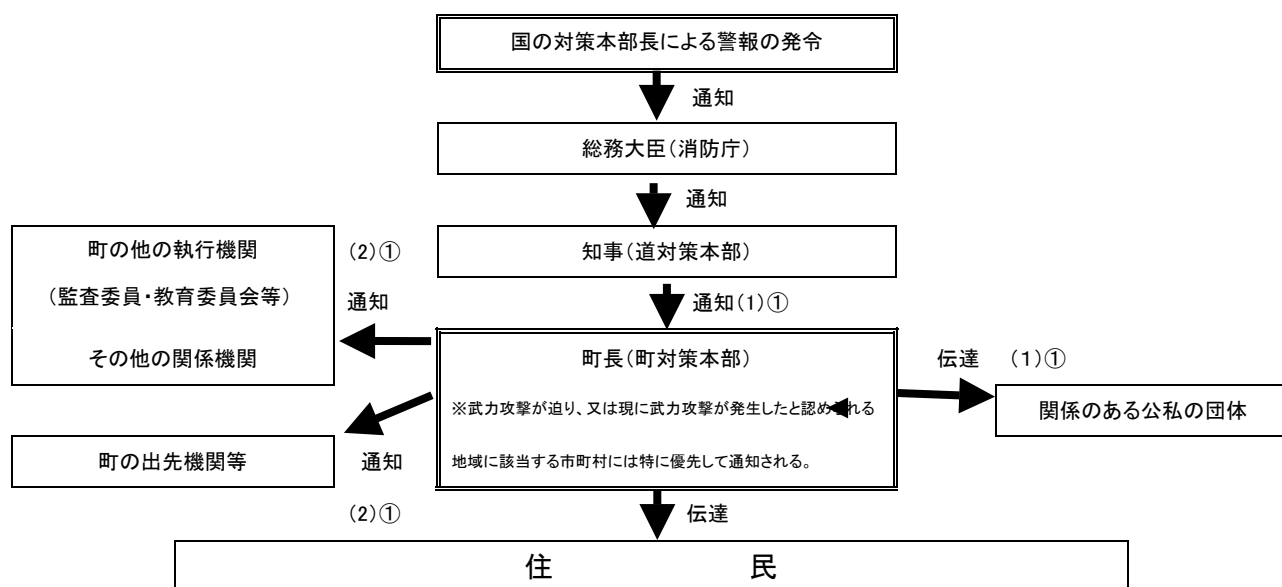 国の対策本部長による警報の発令
通知
総務大臣（消防庁）
通知
知事（道対策本部）
通知(1)①
町の他の執行機関
（監査委員・教育委員会等）
その他の関係機関
(2)①
通知
町長（町対策本部）
※武力攻撃が迫り、又は現に武力攻撃が発生したと認められる
地域に該当する市町村には特に優先して通知される。
伝達 (1)①
関係のある公私の団体
町の出先機関等
通知
(2)①
伝達
住 民